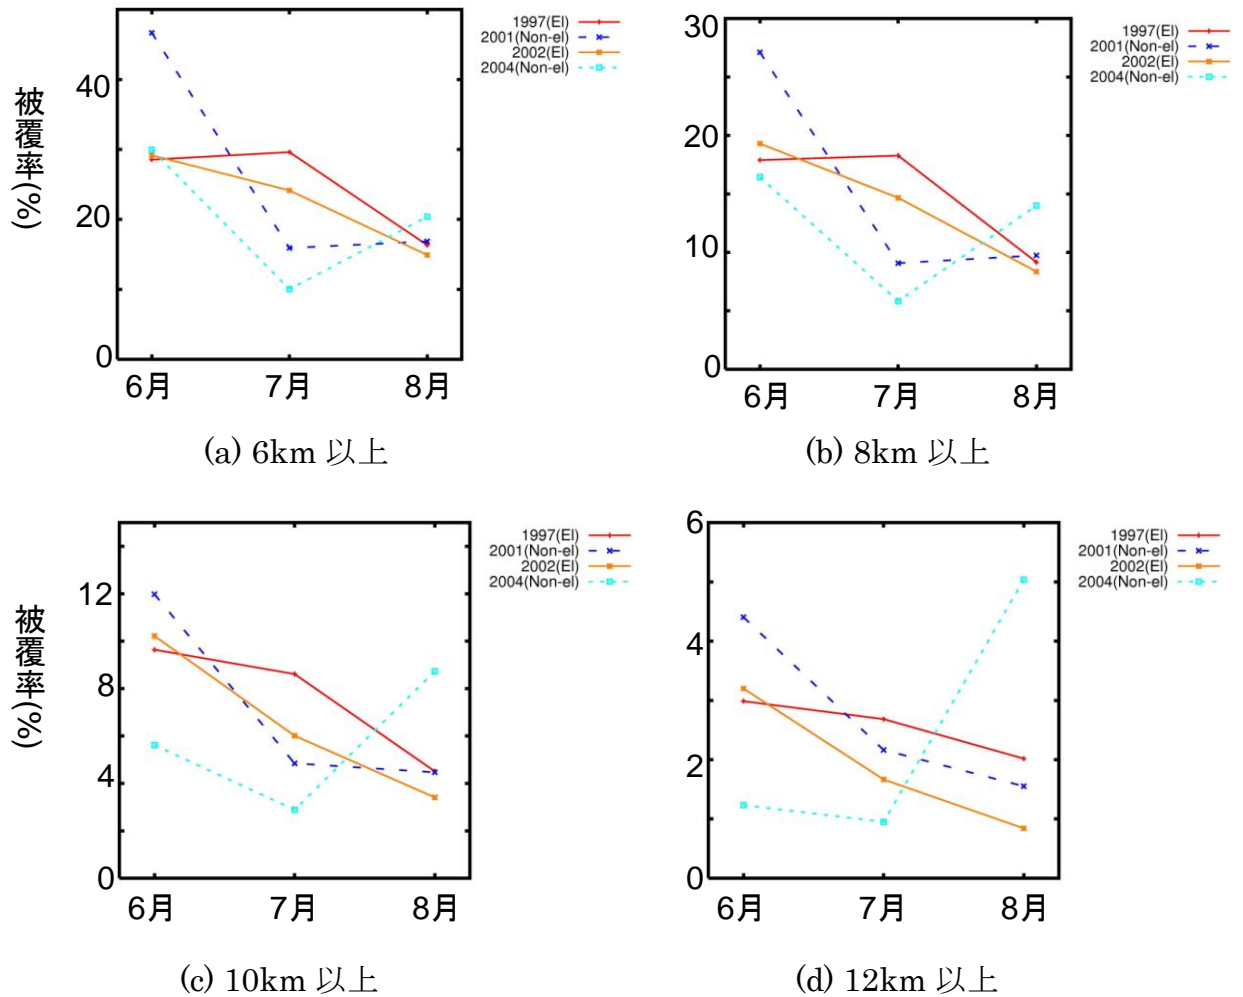 1997(El)
2001(Non-el)
2002(El)
2004(Non-el)
被覆率(%)
40
20
0
6月 7月 8月
(a) 6km 以上
1997(El)
2001(Non-el)
2002(El)
2004(Non-el)
30
20
10
0
6月 7月 8月
(b) 8km 以上
1997(El)
2001(Non-el)
2002(El)
2004(Non-el)
被覆率(%)
12
8
4
0
6月 7月 8月
(c) 10km 以上
1997(El)
2001(Non-el)
2002(El)
2004(Non-el)
6
4
2
0
6月 7月 8月
(d) 12km 以上